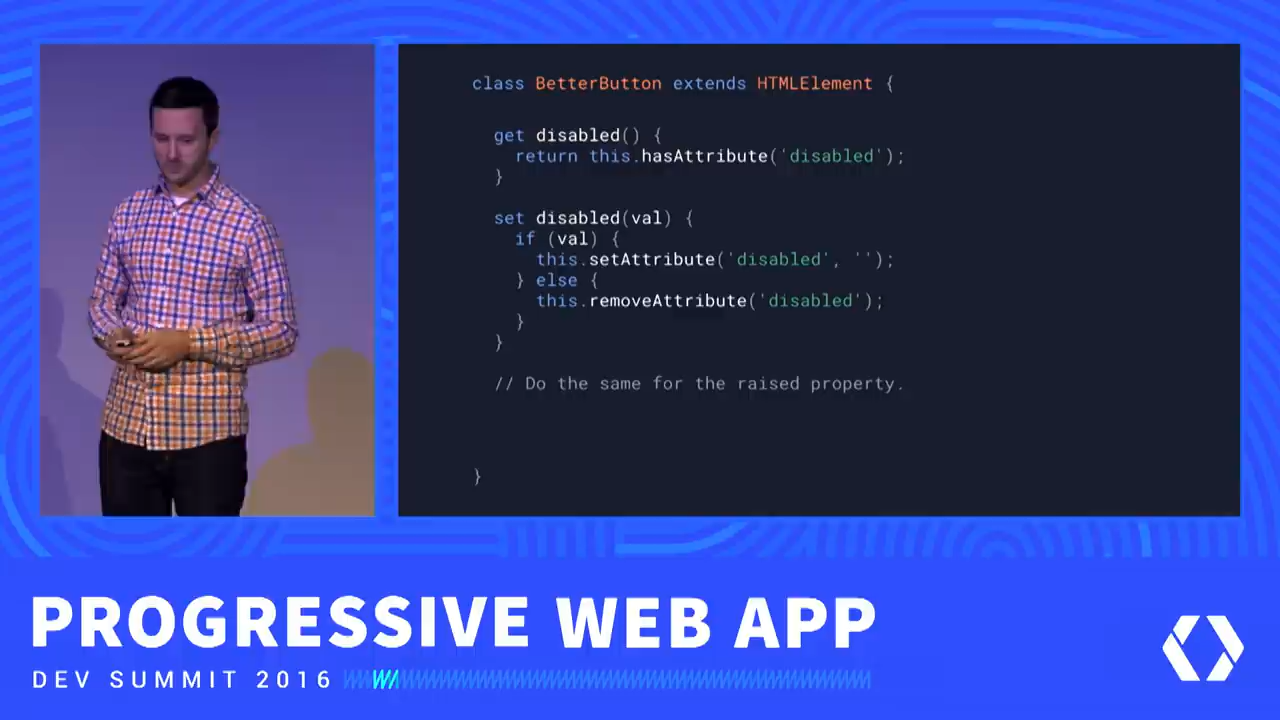 class BetterButton extends HTMLElement {
get disabled() {
return this.hasAttribute('disabled');
}
set disabled(val) {
if (val) {
this.setAttribute('disabled', '');
} else {
this.removeAttribute('disabled');
}
}
// Do the same for the raised property.
}
PROGRESSIVE WEB APP
DEV SUMMIT 2016